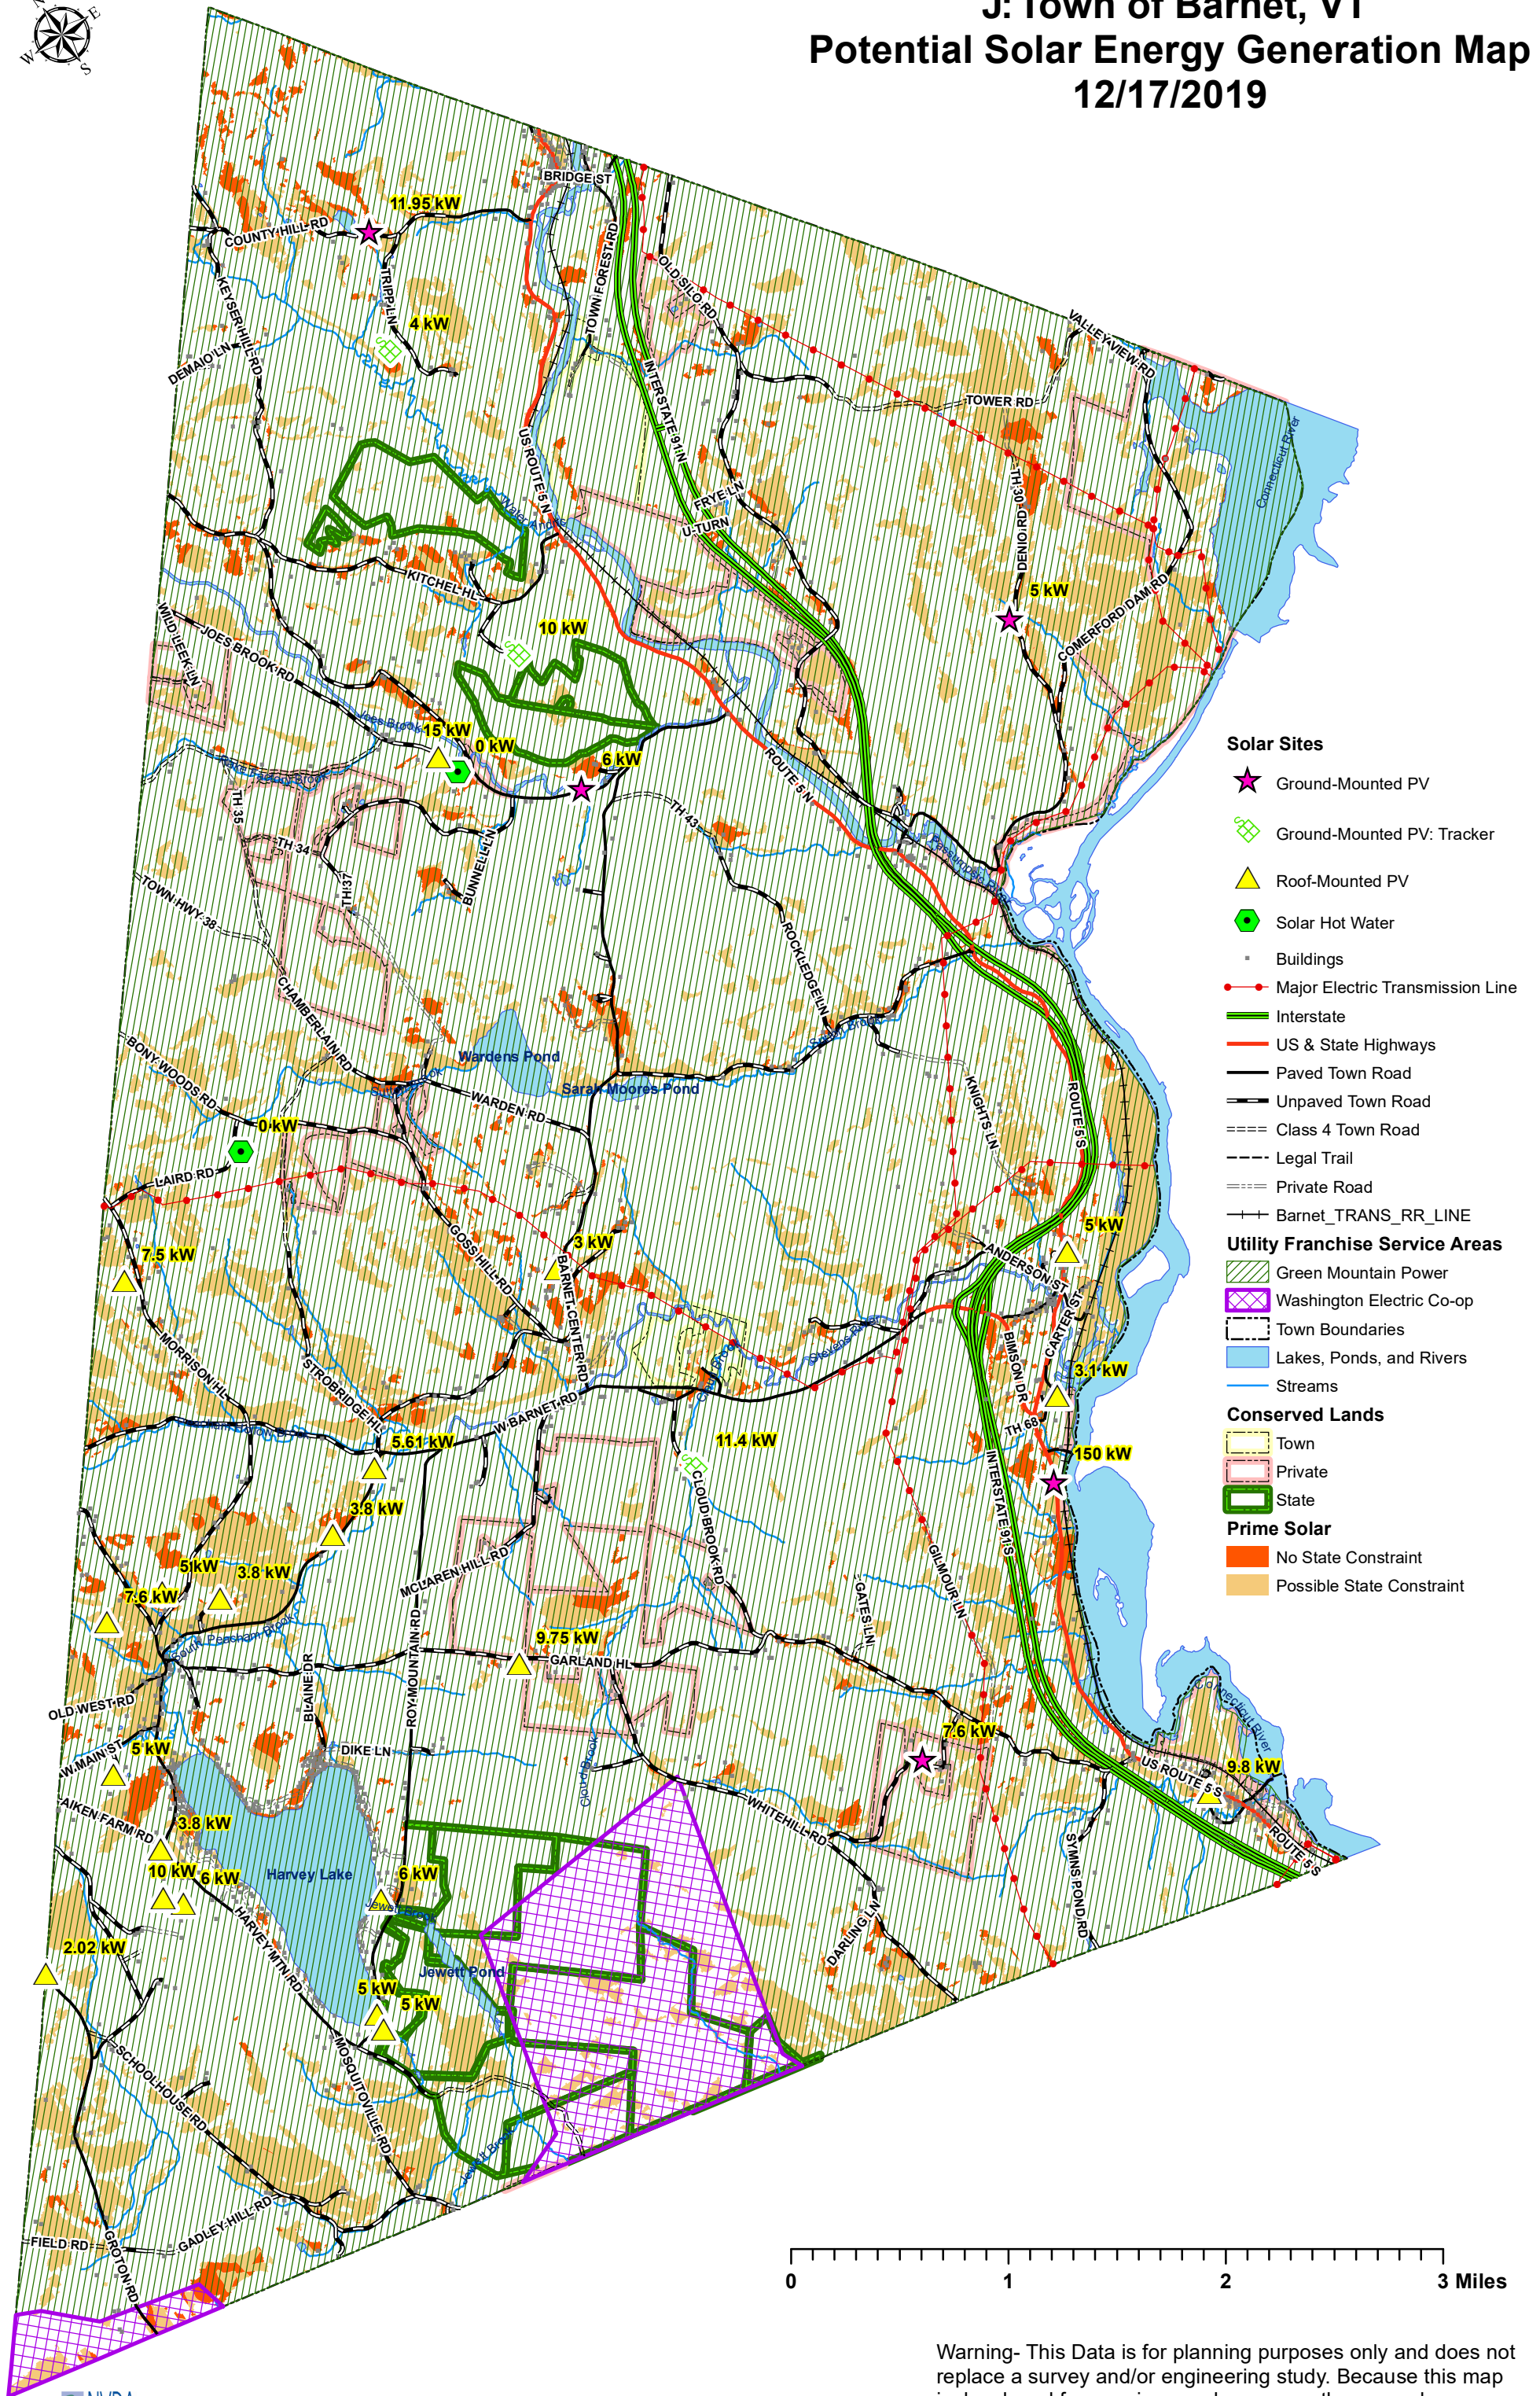 J: Town of Barnet, VT
Potential Solar Energy Generation Map
12/17/2019
E
W
S
BRIDGE ST
11.95 kW
COUNTY HILL RD
TOWN FOREST RD
OLD SILO RD
TRIPP LN
KEYSER HILL RD
4 kW
VALLEY VIEW RD
DEMAIO LN
INTERSTATE 91 N
TOWER RD
Connecticut River
US ROUTE 5 N
TH 30
FRYE LN
U-TURN
DENIO RD
KITCHEL HL
5 kW
COMERFORD DAM RD
WILD LEEK LN
JOES BROOK RD
10 kW
Joes Brook
15 kW
0 kW
6 kW
ROUTE 5 N
TH 35
TH 43
TH 34
Passumpsic River
BUNNELL LN
TH 37
TOWN HWY 38
ROCKLEDGE LN
CHAMBERLAIN RD
BONY WOODS RD
Wardens Pond
Sarah Moores Pond
WARDEN RD
KNIGHTS LN
ROUTE 5 S
0 kW
LAIRD RD
5 kW
7.5 kW
GOSS HILL RD
3 kW
ANDERSON ST
BARNET CENTER RD
CARTER ST
BIMSON DR
Stevens River
MORRISON HL
STROBRIDGE HL
3.1 kW
W BARNET RD
TH 68
5.61 kW
11.4 kW
150 kW
CLOUD BROOK RD
INTERSTATE 91 S
3.8 kW
GILMOUR LN
MCLAREN HILL RD
5 kW
3.8 kW
7.6 kW
GATES LN
South Peacham Brook
9.75 kW
GARLAND HL
ROY MOUNTAIN RD
BLAINE DR
OLD WEST RD
Connecticut River
7.6 kW
W MAIN ST
5 kW
DIKE LN
US ROUTE 5 S
9.8 kW
Cloud Brook
AIKEN FARM RD
3.8 kW
WHITEHILL RD
ROUTE 5 S
SYMNS POND RD
10 kW
6 kW
Harvey Lake
6 kW
HARVEY MTN RD
Jewett Brook
DARLING LN
2.02 kW
Jewett Pond
5 kW
5 kW
SCHOOLHOUSE RD
MOSQUITOVILLE RD
Jewett Brook
GADLEY HILL RD
FIELD RD
GROTON RD
Solar Sites
Ground-Mounted PV
Ground-Mounted PV: Tracker
Roof-Mounted PV
Solar Hot Water
Buildings
Major Electric Transmission Line
Interstate
US & State Highways
Paved Town Road
Unpaved Town Road
Class 4 Town Road
Legal Trail
Private Road
Barnet_TRANS_RR_LINE
Utility Franchise Service Areas
Green Mountain Power
Washington Electric Co-op
Town Boundaries
Lakes, Ponds, and Rivers
Streams
Conserved Lands
Town
Private
State
Prime Solar
No State Constraint
Possible State Constraint
0 1 2 3 Miles
Warning- This Data is for planning purposes only and does not
replace a survey and/or engineering study. Because this map
NVDA